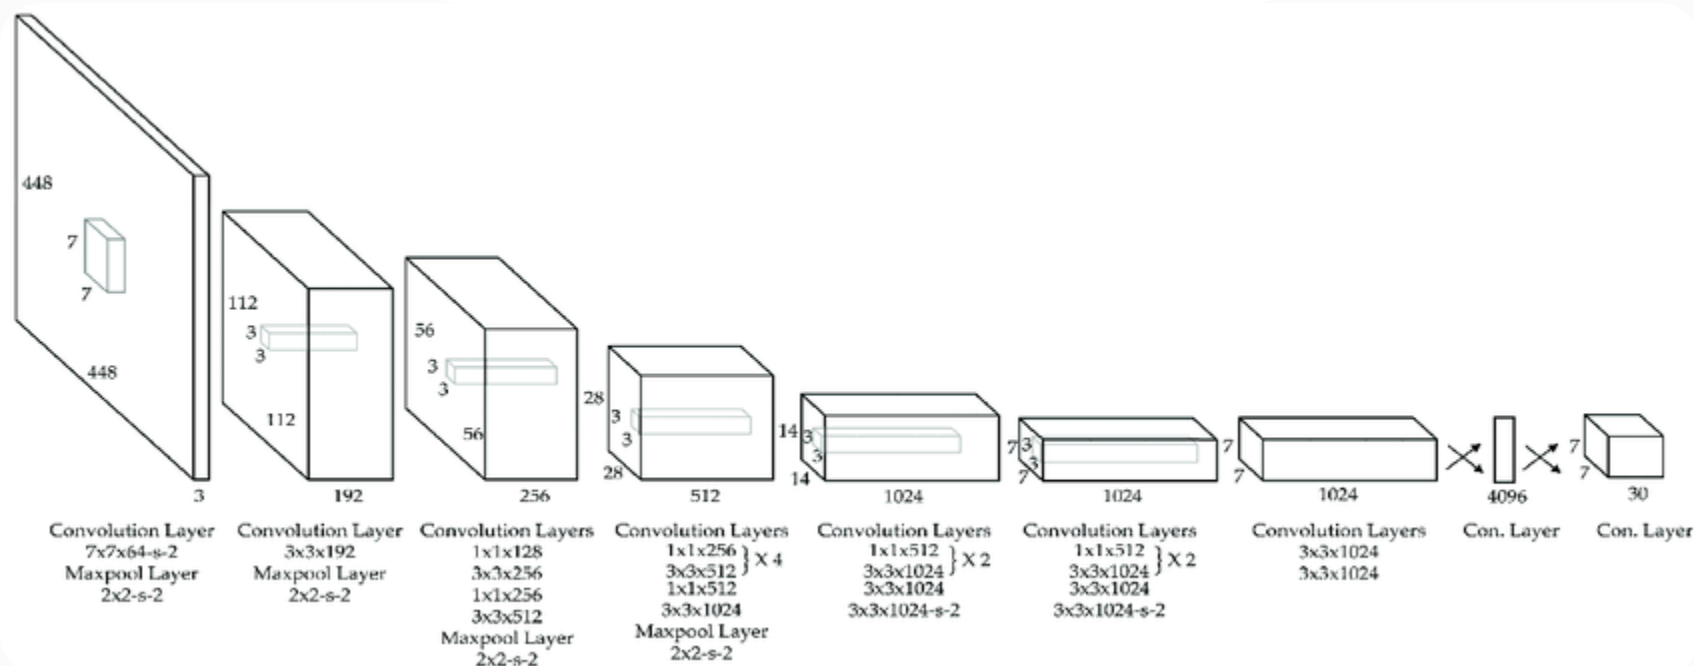 448
7
7
448
3
112
3
3
112
192
56
3
3
56
256
28
3
3
28
512
14
3
3
14
1024
7
3
3
7
1024
7
7
1024
4096
7
7
30
Convolution Layer
7x7x64-s-2
Maxpool Layer
2x2-s-2
Convolution Layer
3x3x192
Maxpool Layer
2x2-s-2
Convolution Layers
1x1x128
3x3x256
1x1x256
3x3x512
Maxpool Layer
2x2-s-2
Convolution Layers
1x1x256
3x3x512 } X 4
1x1x512
3x3x1024
Maxpool Layer
2x2-s-2
Convolution Layers
1x1x512
3x3x1024 } X 2
3x3x1024
3x3x1024-s-2
Convolution Layers
1x1x512
3x3x1024 } X 2
3x3x1024
3x3x1024-s-2
Convolution Layers
3x3x1024
3x3x1024
Con. Layer
Con. Layer